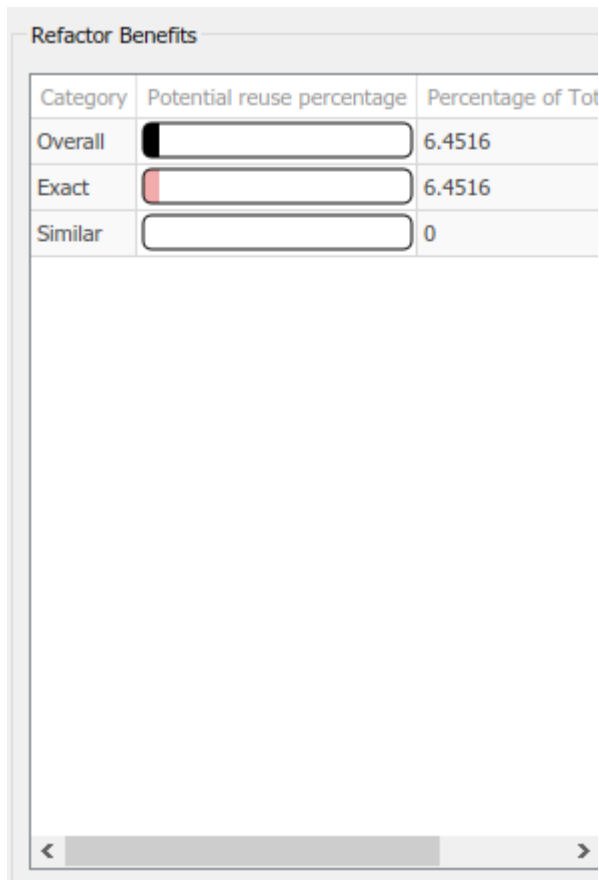 Refactor Benefits
Category Potential reuse percentage Percentage of Tot
Overall 6.4516
Exact 6.4516
Similar 0